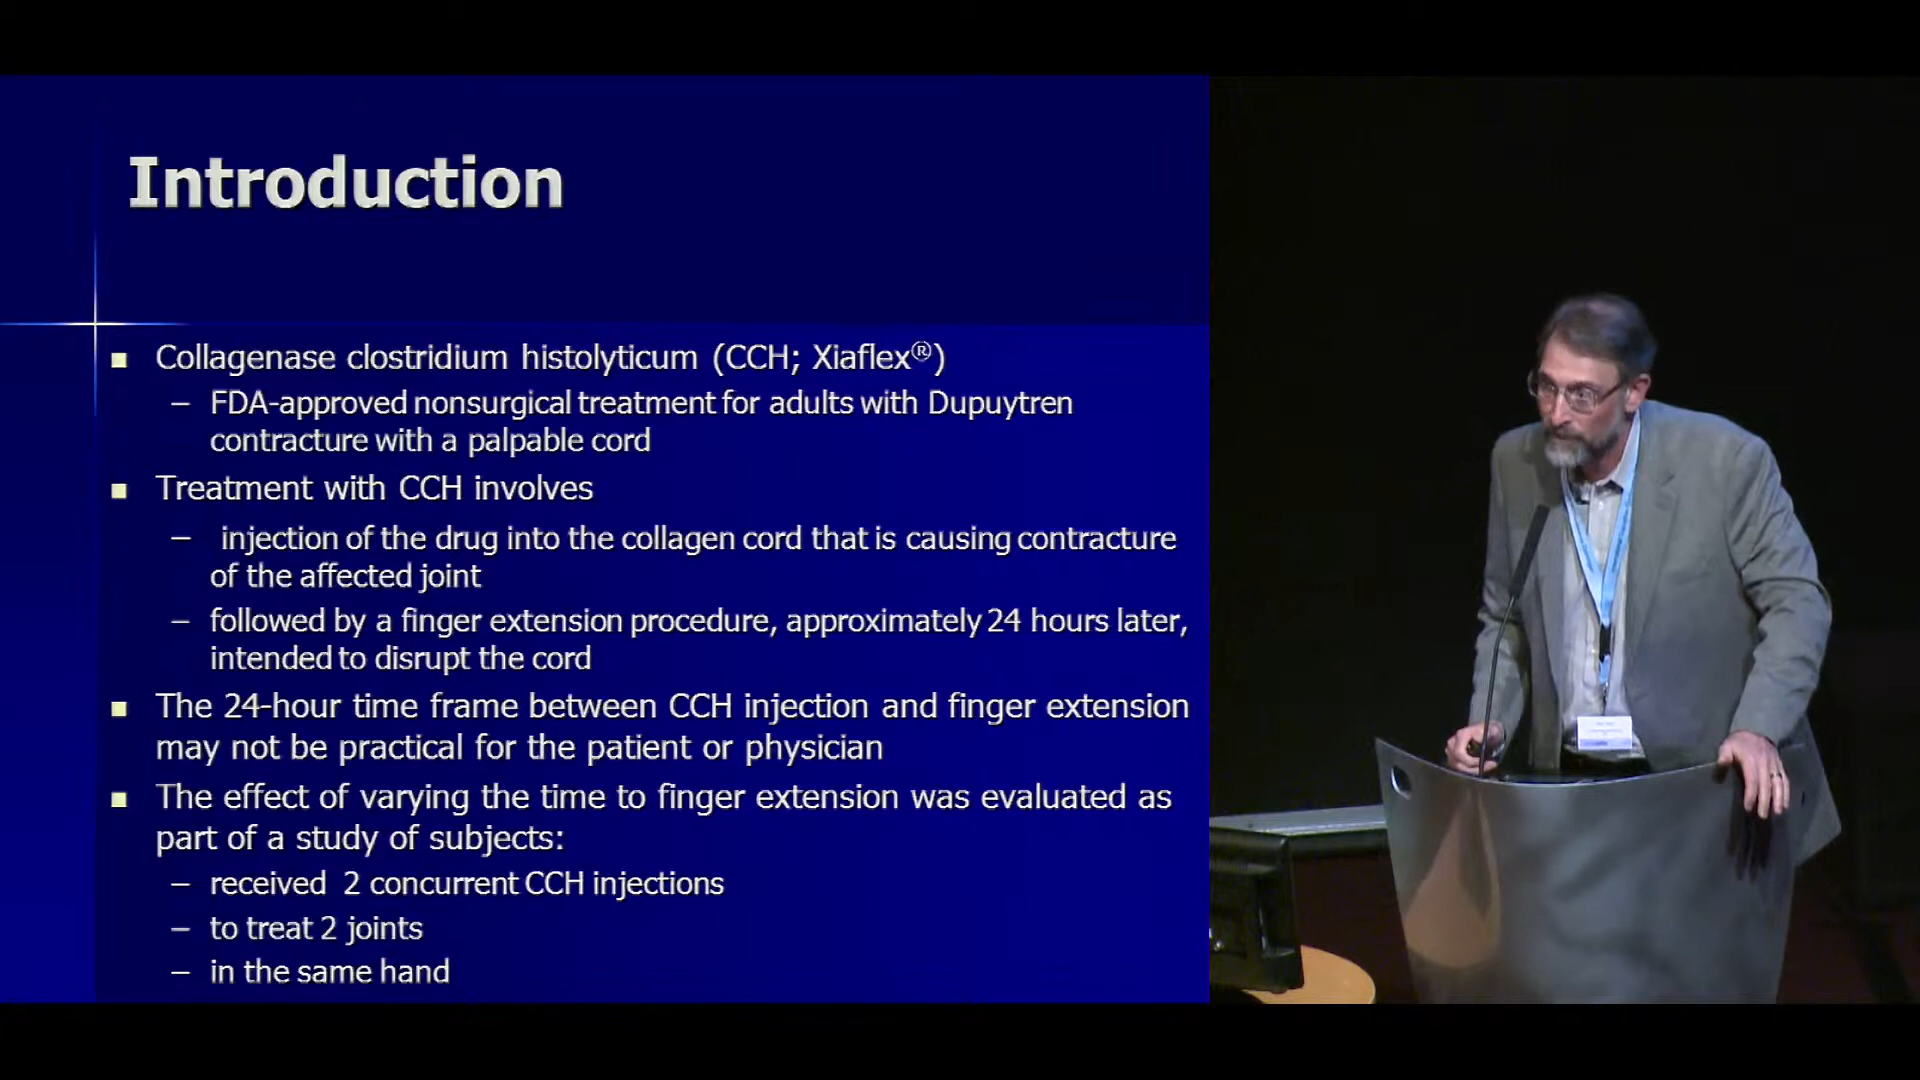 Introduction
■ Collagenase clostridium histolyticum (CCH; Xiaflex®)
– FDA-approved nonsurgical treatment for adults with Dupuytren
contracture with a palpable cord
■ Treatment with CCH involves
– injection of the drug into the collagen cord that is causing contracture
of the affected joint
– followed by a finger extension procedure, approximately 24 hours later,
intended to disrupt the cord
■ The 24-hour time frame between CCH injection and finger extension
may not be practical for the patient or physician
■ The effect of varying the time to finger extension was evaluated as
part of a study of subjects:
– received 2 concurrent CCH injections
– to treat 2 joints
– in the same hand